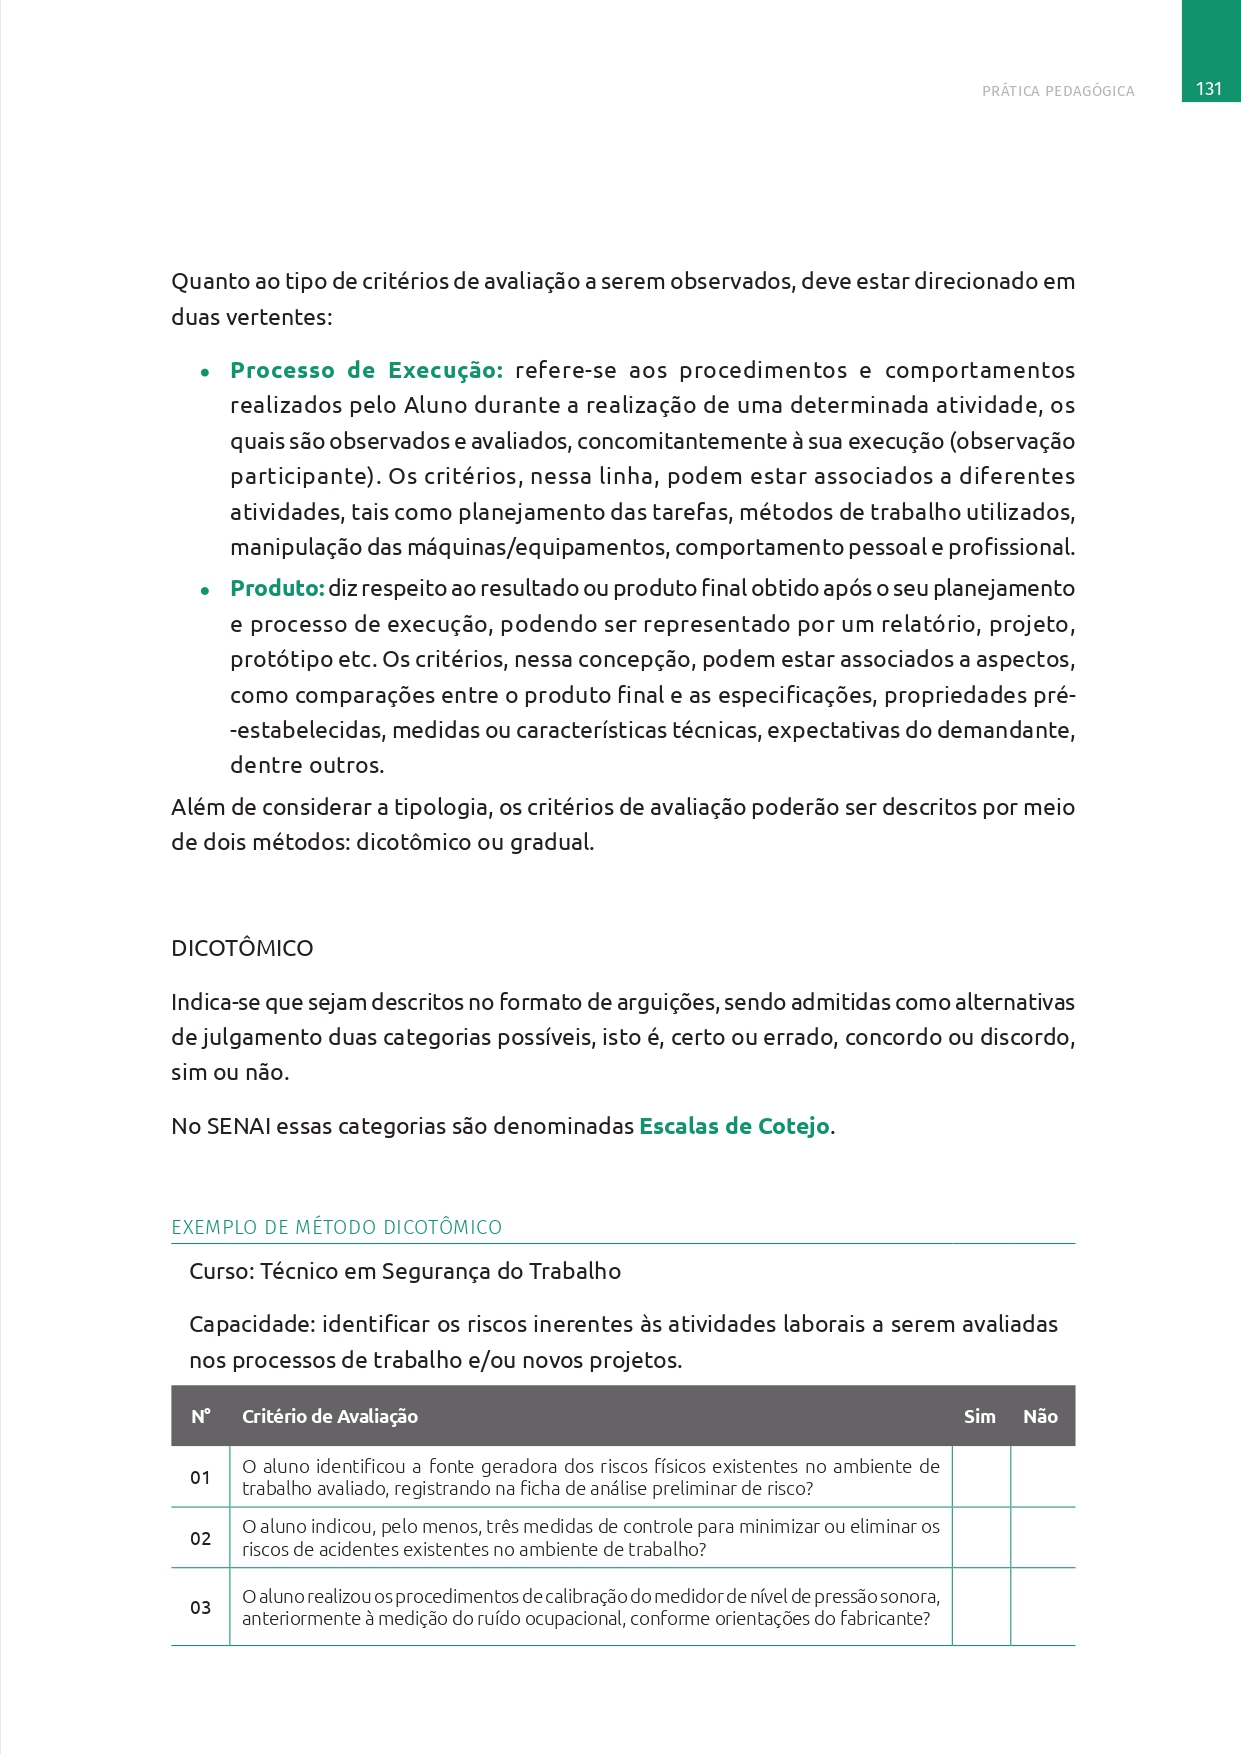 PRÁTICA PEDAGÓGICA 131
Quanto ao tipo de critérios de avaliação a serem observados, deve estar direcionado em
duas vertentes:
• Processo de Execução: refere-se aos procedimentos e comportamentos
realizados pelo Aluno durante a realização de uma determinada atividade, os
quais são observados e avaliados, concomitantemente à sua execução (observação
participante). Os critérios, nessa linha, podem estar associados a diferentes
atividades, tais como planejamento das tarefas, métodos de trabalho utilizados,
manipulação das máquinas/equipamentos, comportamento pessoal e profissional.
• Produto: diz respeito ao resultado ou produto final obtido após o seu planejamento
e processo de execução, podendo ser representado por um relatório, projeto,
protótipo etc. Os critérios, nessa concepção, podem estar associados a aspectos,
como comparações entre o produto final e as especificações, propriedades pré-
-estabelecidas, medidas ou características técnicas, expectativas do demandante,
dentre outros.
Além de considerar a tipologia, os critérios de avaliação poderão ser descritos por meio
de dois métodos: dicotômico ou gradual.
DICOTÔMICO
Indica-se que sejam descritos no formato de arguições, sendo admitidas como alternativas
de julgamento duas categorias possíveis, isto é, certo ou errado, concordo ou discordo,
sim ou não.
No SENAI essas categorias são denominadas Escalas de Cotejo.
EXEMPLO DE MÉTODO DICOTÔMICO
Curso: Técnico em Segurança do Trabalho
Capacidade: identificar os riscos inerentes às atividades laborais a serem avaliadas
nos processos de trabalho e/ou novos projetos.
N° Critério de Avaliação Sim Não
01 O aluno identificou a fonte geradora dos riscos físicos existentes no ambiente de
trabalho avaliado, registrando na ficha de análise preliminar de risco?
02 O aluno indicou, pelo menos, três medidas de controle para minimizar ou eliminar os
riscos de acidentes existentes no ambiente de trabalho?
03 O aluno realizou os procedimentos de calibração do medidor de nível de pressão sonora,
anteriormente à medição do ruído ocupacional, conforme orientações do fabricante?